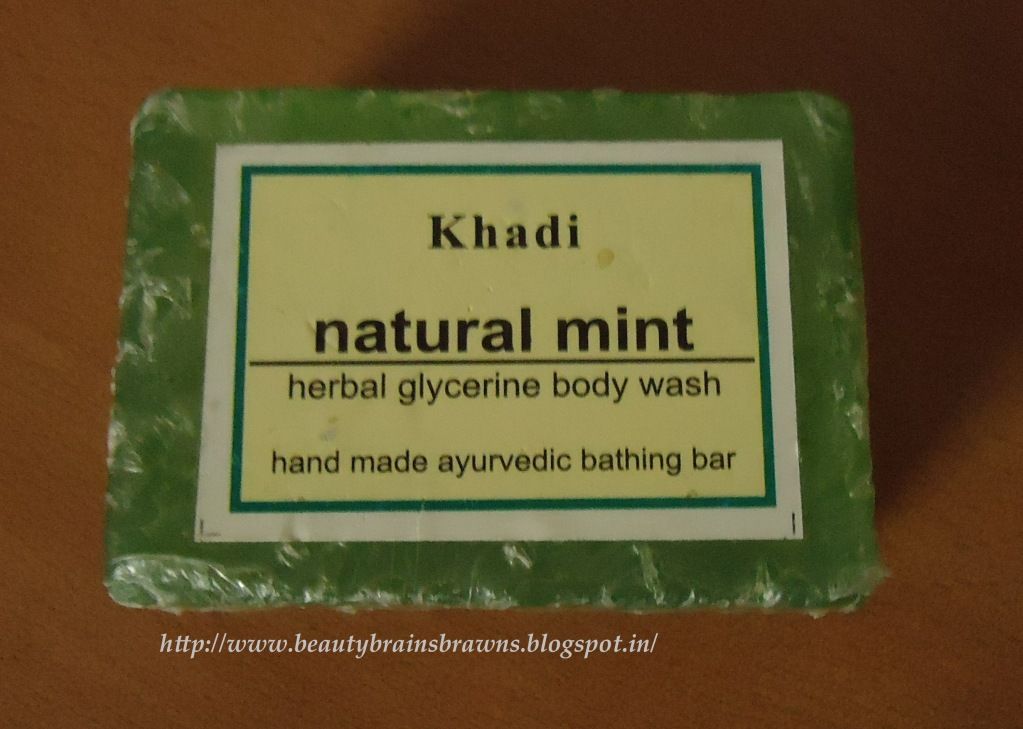 Khadi
natural mint
herbal glycerine body wash
hand made ayurvedic bathing bar
http://www.beautybrainsbrawns.blogspot.in/